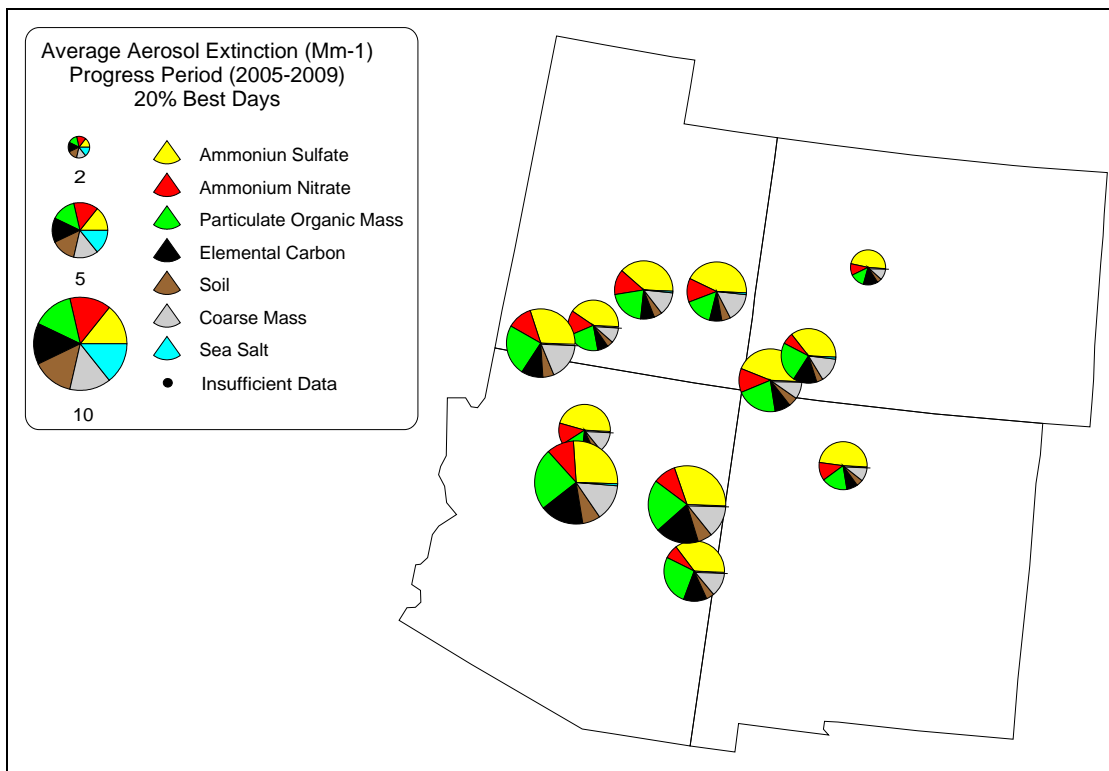 Average Aerosol Extinction (Mm-1)
Progress Period (2005-2009)
20% Best Days
2
5
10
Ammoniun Sulfate
Ammonium Nitrate
Particulate Organic Mass
Elemental Carbon
Soil
Coarse Mass
Sea Salt
Insufficient Data